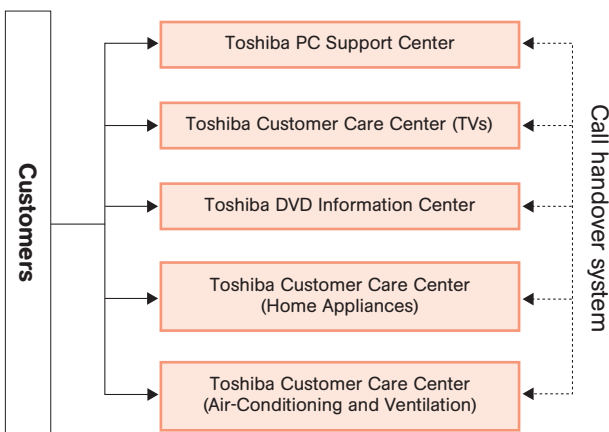 Customers
Toshiba PC Support Center
Toshiba Customer Care Center (TVs)
Toshiba DVD Information Center
Toshiba Customer Care Center
(Home Appliances)
Toshiba Customer Care Center
(Air-Conditioning and Ventilation)
Call handover system